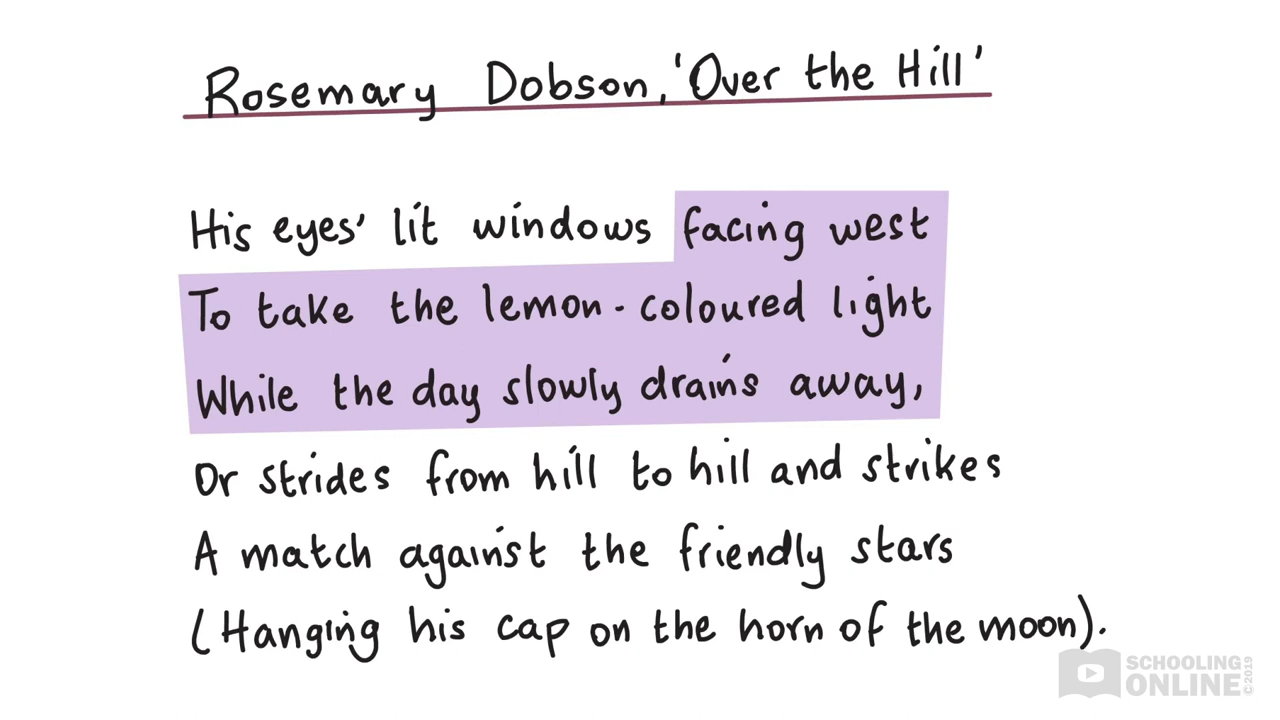 Rosemary Dobson, 'Over the Hill'
His eyes' lit windows facing west
To take the lemon-coloured light
While the day slowly drains away,
Or strides from hill to hill and strikes
A match against the friendly stars
(Hanging his cap on the horn of the moon).
SCHOOLING
ONLINE ©2019